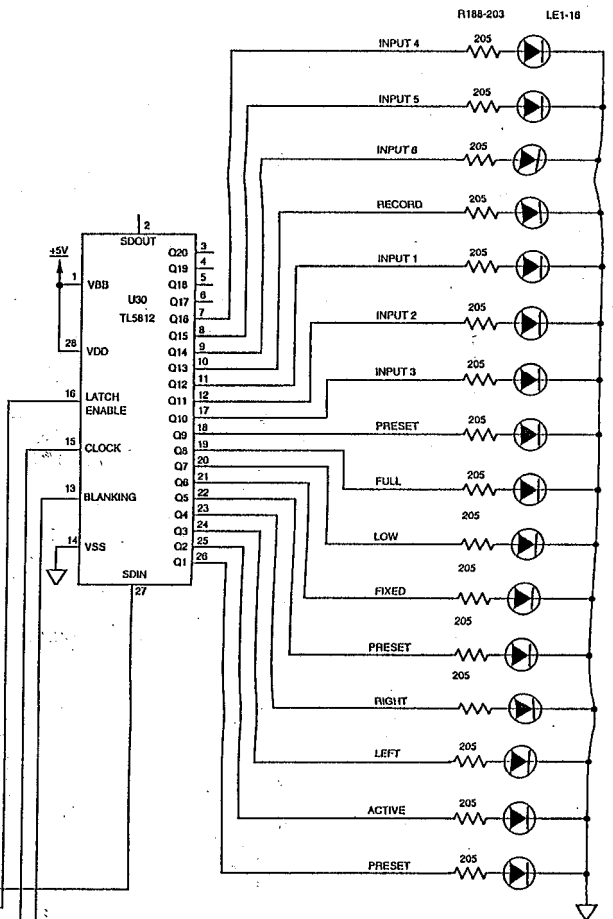 R188-203 LE1-16
INPUT 4 205
INPUT 5 205
INPUT 6 205
RECORD 205
INPUT 1 205
INPUT 2 205
INPUT 3 205
PRESET 205
FULL 205
LOW 205
FIXED 205
PRESET 205
RIGHT 205
LEFT 205
ACTIVE 205
PRESET 205
2
SDOUT
+5V
1 VBB
U30
TL5812
28 VDD
16 LATCH
ENABLE
15 CLOCK
13 BLANKING
14 VSS
SDIN
27
Q20 3
Q19 4
Q18 5
Q17 6
Q16 7
Q15 8
Q14 9
Q13 10
Q12 11
Q11 12
Q10 17
Q9 18
Q8 19
Q7 20
Q6 21
Q5 22
Q4 23
Q3 24
Q2 25
Q1 26